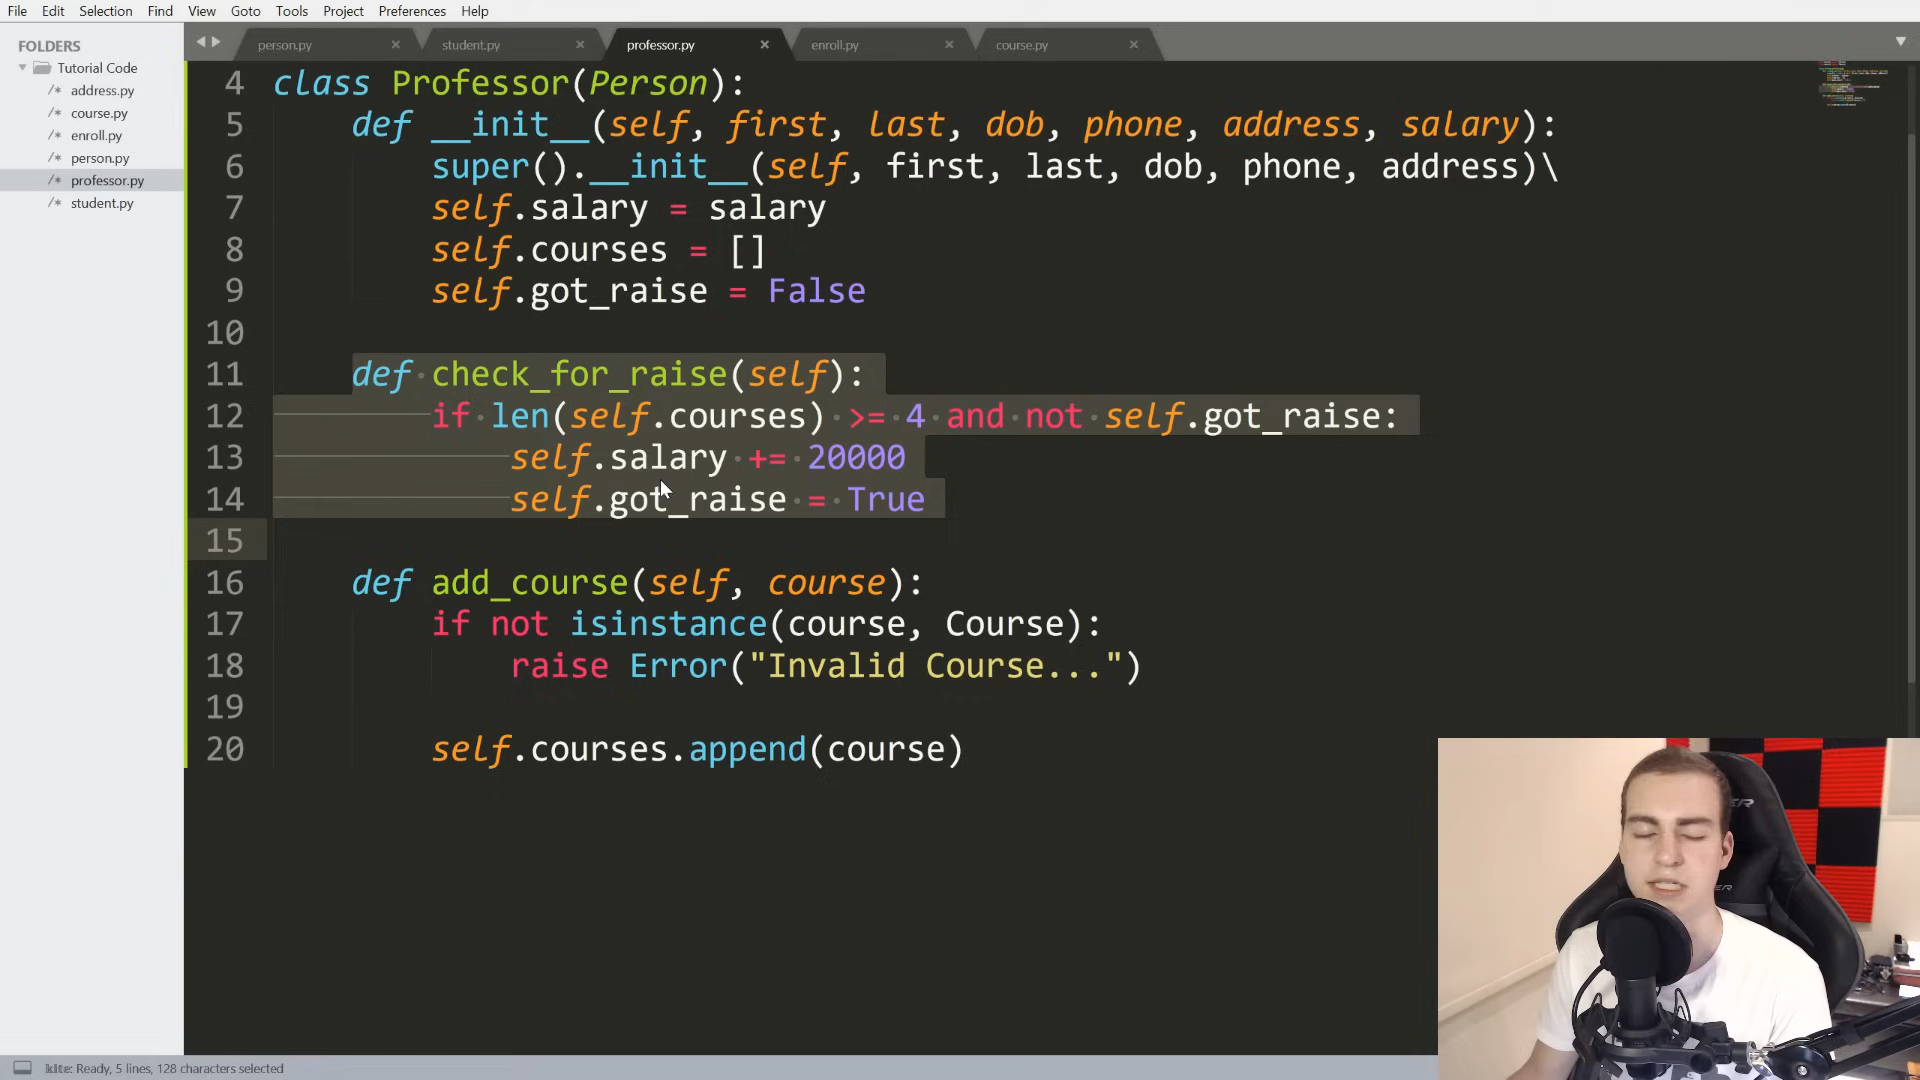 File Edit Selection Find View Goto Tools Project Preferences Help
FOLDERS
Tutorial Code
/* address.py
/* course.py
/* enroll.py
/* person.py
/* professor.py
/* student.py
person.py × student.py × professor.py × enroll.py × course.py ×
4 class Professor(Person):
5 def __init__(self, first, last, dob, phone, address, salary):
6 super().__init__(self, first, last, dob, phone, address)\
7 self.salary = salary
8 self.courses = []
9 self.got_raise = False
10
11 def check_for_raise(self):
12 if len(self.courses) >= 4 and not self.got_raise:
13 self.salary += 20000
14 self.got_raise = True
15
16 def add_course(self, course):
17 if not isinstance(course, Course):
18 raise Error("Invalid Course...")
19
20 self.courses.append(course)
kite: Ready, 5 lines, 128 characters selected